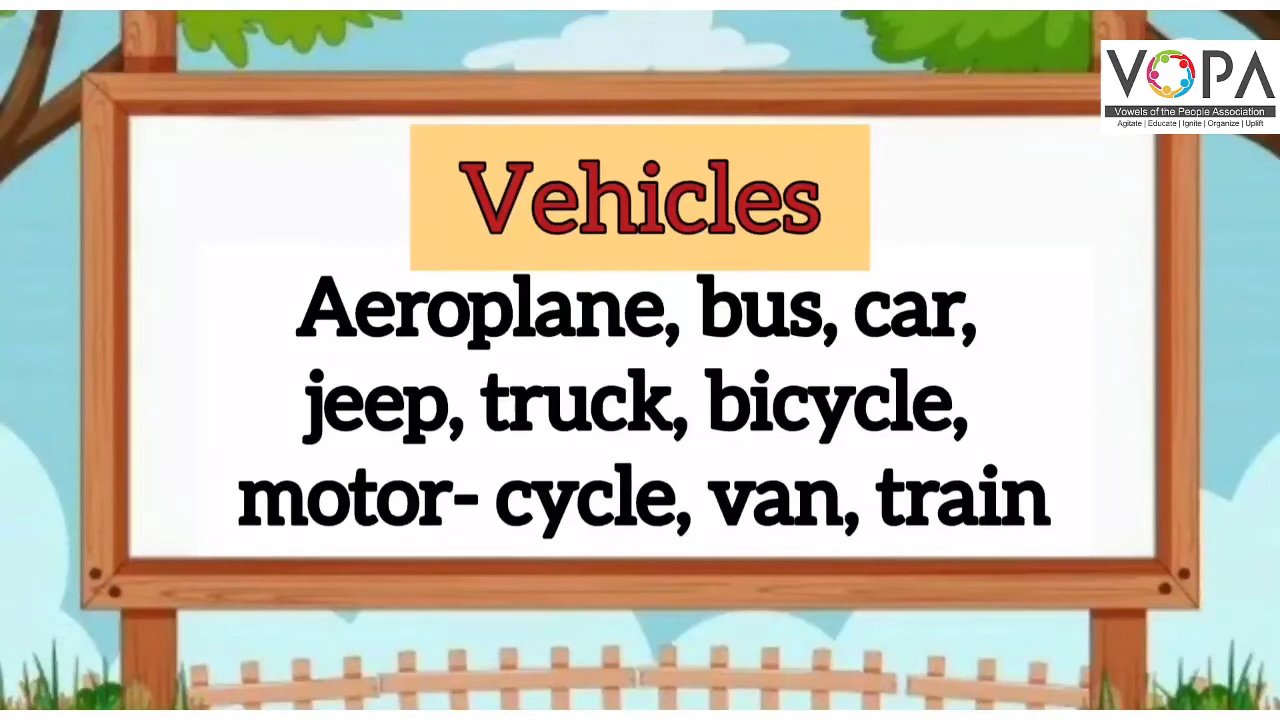 VOPA
Vowels of the People Association
Agitate | Educate | Ignite | Organize | Uplift
Vehicles
Aeroplane, bus, car,
jeep, truck, bicycle,
motor- cycle, van, train